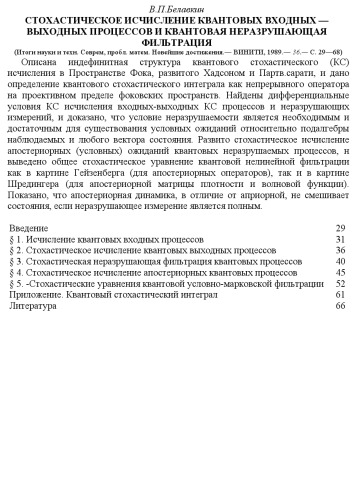 В.П.Белавкин
СТОХАСТИЧЕСКОЕ ИСЧИСЛЕНИЕ КВАНТОВЫХ ВХОДНЫХ —
ВЫХОДНЫХ ПРОЦЕССОВ И КВАНТОВАЯ НЕРАЗРУШАЮЩАЯ
ФИЛЬТРАЦИЯ
(Итоги науки и техн. Соврем, пробл. матем. Новейшие достижения.— ВИНИТИ, 1989.— 36.— С. 29—68)
Описана индефинитная структура квантового стохастического (КС)
исчисления в Пространстве Фока, развитого Хадсоном и Партв.сарати, и дано
определение квантового стохастического интеграла как непрерывного оператора
на проективном пределе фоковских пространств. Найдены дифференциальные
условия КС исчисления входных-выходных КС процессов и неразрушающих
измерений, и доказано, что условие неразрушимости является необходимым и
достаточным для существования условных ожиданий относительно подалгебры
наблюдаемых и любого вектора состояния. Развито стохастическое исчисление
апостериорных (условных) ожиданий квантовых неразрушаемых процессов, и
выведено общее стохастическое уравнение квантовой нелинейной фильтрации
как в картине Гейзенберга (для апостериорных операторов), так и в картине
Шредингера (для апостериорной матрицы плотности и волновой функции).
Показано, что апостериорная динамика, в отличие от априорной, не смешивает
состояния, если неразрушающее измерение является полным.
Введение 29
§ 1. Исчисление квантовых входных процессов 31
§ 2. Стохастическое исчисление квантовых выходных процессов 36
§ 3. Стохастическая неразрушающая фильтрация квантовых процессов 40
§ 4. Стохастическое исчисление апостериорных квантовых процессов 45
§ 5. -Стохастические уравнения квантовой условно-марковской фильтрации 52
Приложение. Квантовый стохастический интеграл 61
Литература 66